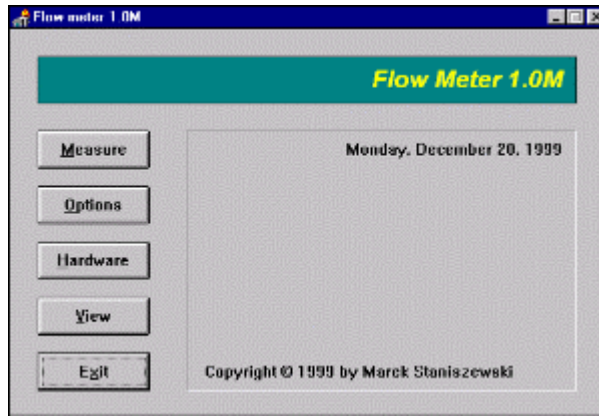 Flow meter 1.0M
Flow Meter 1.0M
Measure
Monday, December 20, 1999
Options
Hardware
View
Exit
Copyright © 1999 by Marek Staniszewski